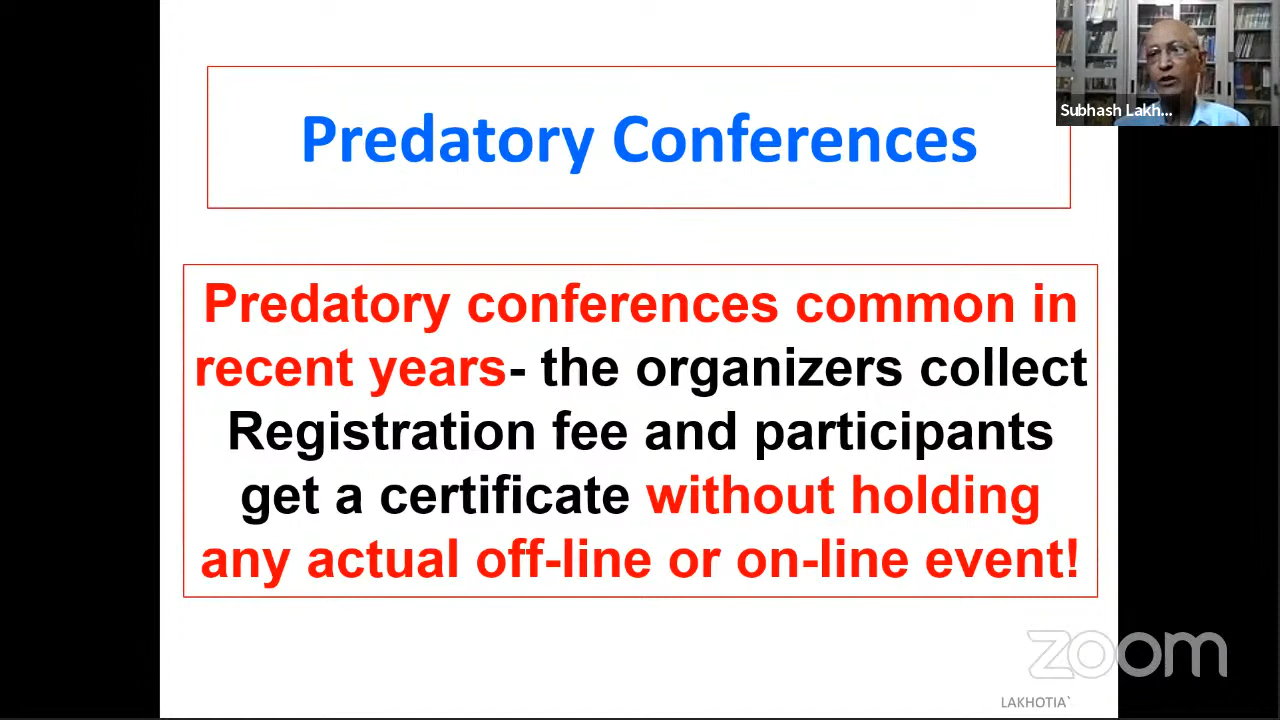 Predatory Conferences
Subhash Lakh...
Predatory conferences common in
recent years- the organizers collect
Registration fee and participants
get a certificate without holding
any actual off-line or on-line event!
zoom
LAKHOTIA`